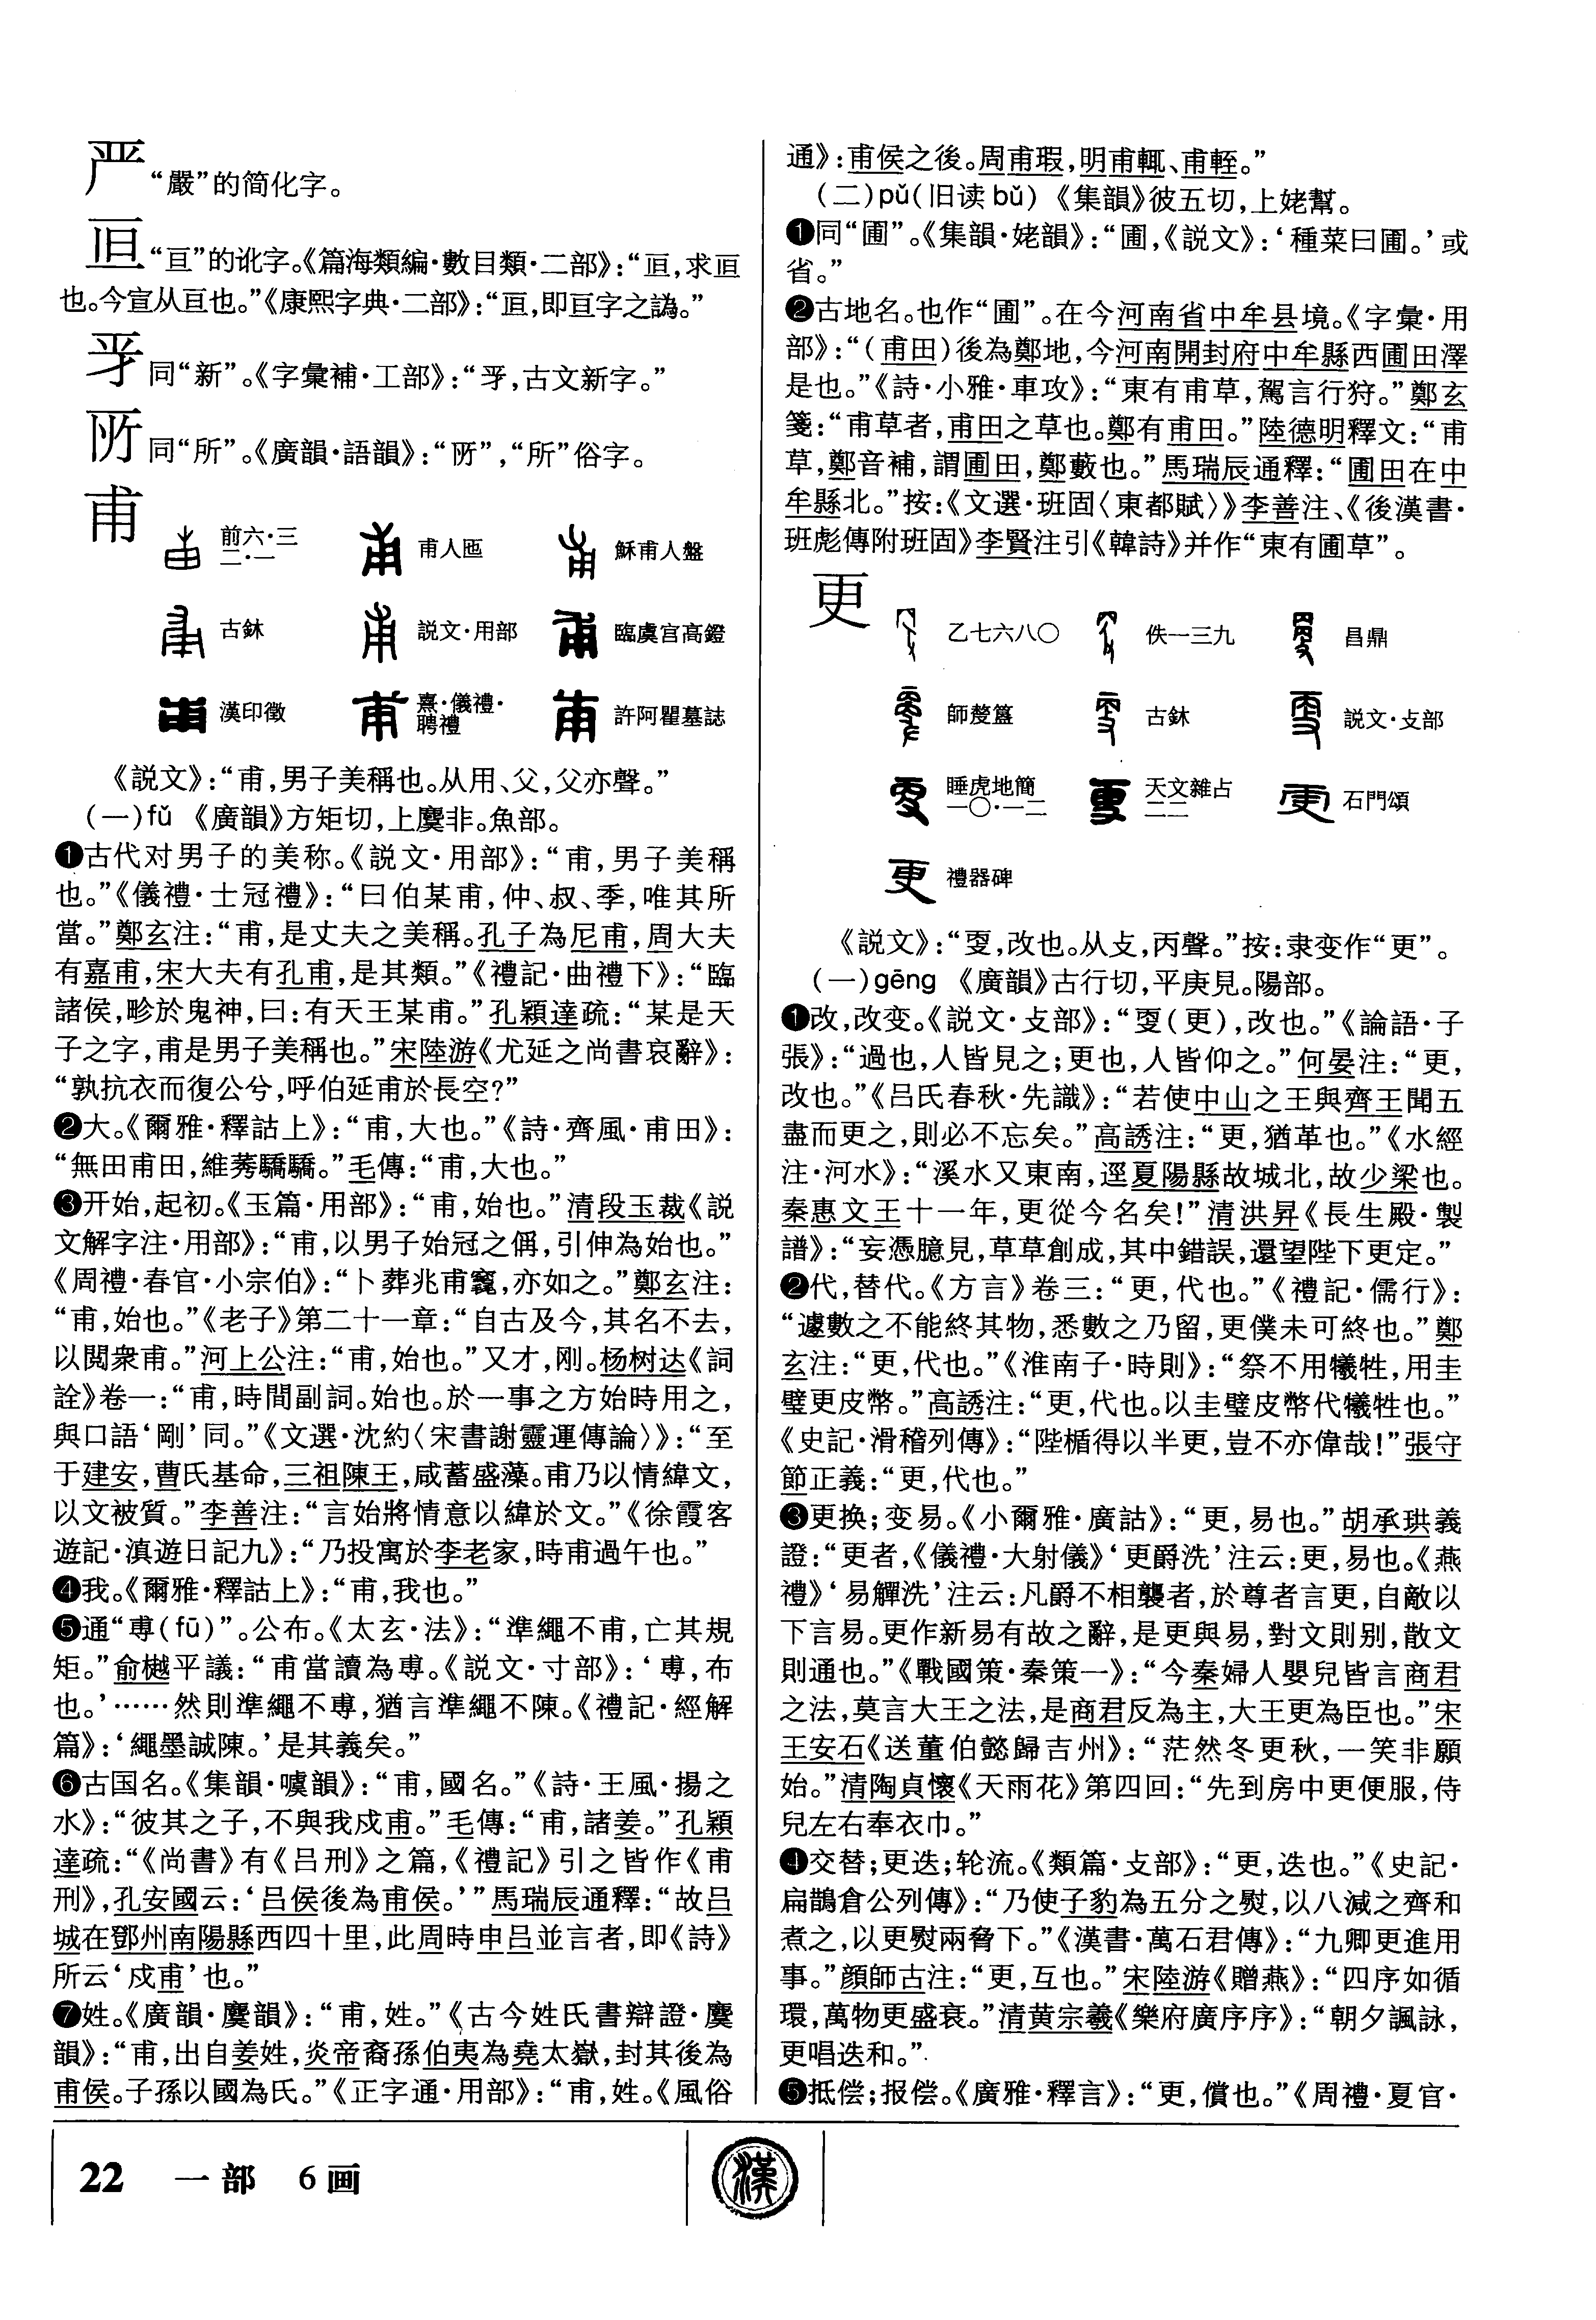 严 “嚴”的简化字。
“亘”的讹字。《篇海類編·數目類·二部》：“亘，求亘
也。今宣从亘也。”《康熙字典·二部》：“亘，即亘字之譌。”
同“新”。《字彙補·工部》：“，古文新字。”
㪽 同“所”。《廣韻·語韻》：“㪽”，“所”俗字。
甫
前六·三二·一 甫人匜 穌甫人盤
古鉢 説文·用部 臨虞宫高鐙
漢印徵 熹·儀禮·聘禮 許阿瞿墓誌
《説文》：“甫，男子美稱也。从用、父，父亦聲。”
（一）fǔ 《廣韻》方矩切，上麌非。魚部。
❶古代对男子的美称。《説文·用部》：“甫，男子美稱
也。”《儀禮·士冠禮》：“曰伯某甫，仲、叔、季，唯其所
當。”鄭玄注：“甫，是丈夫之美稱。孔子為尼甫，周大夫
有嘉甫，宋大夫有孔甫，是其類。”《禮記·曲禮下》：“臨
諸侯，畛於鬼神，曰：有天王某甫。”孔穎達疏：“某是天
子之字，甫是男子美稱也。”宋陸游《尤延之尚書哀辭》：
“孰抗衣而復公兮，呼伯延甫於長空？”
❷大。《爾雅·釋詁上》：“甫，大也。”《詩·齊風·甫田》：
“無田甫田，維莠驕驕。”毛傳：“甫，大也。”
❸开始，起初。《玉篇·用部》：“甫，始也。”清段玉裁《説
文解字注·用部》：“甫，以男子始冠之偁，引伸為始也。”
《周禮·春官·小宗伯》：“卜葬兆甫竁，亦如之。”鄭玄注：
“甫，始也。”《老子》第二十一章：“自古及今，其名不去，
以閲衆甫。”河上公注：“甫，始也。”又才，刚。杨树达《詞
詮》卷一：“甫，時間副詞。始也。於一事之方始時用之，
與口語‘剛’同。”《文選·沈約〈宋書謝靈運傳論〉》：“至
于建安，曹氏基命，三祖陳王，咸蓄盛藻。甫乃以情緯文，
以文被質。”李善注：“言始將情意以緯於文。”《徐霞客
遊記·滇遊日記九》：“乃投寓於李老家，時甫過午也。”
❹我。《爾雅·釋詁上》：“甫，我也。”
❺通“尃（fū）”。公布。《太玄·法》：“準繩不甫，亡其規
矩。”俞樾平議：“甫當讀為尃。《説文·寸部》：‘尃，布
也。’……然則準繩不尃，猶言準繩不陳。《禮記·經解
篇》：‘繩墨誠陳。’是其義矣。”
❻古国名。《集韻·噳韻》：“甫，國名。”《詩·王風·揚之
水》：“彼其之子，不與我戍甫。”毛傳：“甫，諸姜。”孔穎
達疏：“《尚書》有《吕刑》之篇，《禮記》引之皆作《甫
刑》，孔安國云：‘吕侯後為甫侯。’”馬瑞辰通釋：“故吕
城在鄧州南陽縣西四十里，此周時申吕並言者，即《詩》
所云‘戍甫’也。”
❼姓。《廣韻·麌韻》：“甫，姓。”《古今姓氏書辯證·麌
韻》：“甫，出自姜姓，炎帝裔孫伯夷為堯太嶽，封其後為
甫侯。子孫以國為氏。”《正字通·用部》：“甫，姓。《風俗
通》：甫侯之後。周甫瑕，明甫輒、甫輊。”
（二）pǔ（旧读bǔ）《集韻》彼五切，上姥幫。
❶同“圃”。《集韻·姥韻》：“圃，《説文》：‘種菜曰圃。’或
省。”
❷古地名。也作“圃”。在今河南省中牟县境。《字彙·用
部》：“（甫田）後為鄭地，今河南開封府中牟縣西圃田澤
是也。”《詩·小雅·車攻》：“東有甫草，駕言行狩。”鄭玄
箋：“甫草者，甫田之草也。鄭有甫田。”陸德明釋文：“甫
草，鄭音補，謂圃田，鄭藪也。”馬瑞辰通釋：“圃田在中
牟縣北。”按：《文選·班固〈東都賦〉》李善注、《後漢書·
班彪傳附班固》李賢注引《韓詩》并作“東有圃草”。
更
乙七六八〇 佚一三九 曶鼎
師𠭰簋 古鉢 説文·攴部
睡虎地簡一〇·一二 天文雜占二二 石門頌
禮器碑
《説文》：“㪅，改也。从攴，丙聲。”按：隶变作“更”。
（一）gēng 《廣韻》古行切，平庚見。陽部。
❶改，改变。《説文·攴部》：“㪅（更），改也。”《論語·子
張》：“過也，人皆見之；更也，人皆仰之。”何晏注：“更，
改也。”《吕氏春秋·先識》：“若使中山之王與齊王聞五
盡而更之，則必不忘矣。”高誘注：“更，猶革也。”《水經
注·河水》：“溪水又東南，逕夏陽縣故城北，故少梁也。
秦惠文王十一年，更從今名矣！”清洪昇《長生殿·製
譜》：“妄憑臆見，草草創成，其中錯誤，還望陛下更定。”
❷代，替代。《方言》卷三：“更，代也。”《禮記·儒行》：
“遽數之不能終其物，悉數之乃留，更僕未可終也。”鄭
玄注：“更，代也。”《淮南子·時則》：“祭不用犧牲，用圭
璧更皮幣。”高誘注：“更，代也。以圭璧皮幣代犧牲也。”
《史記·滑稽列傳》：“陛楯得以半更，豈不亦偉哉！”張守
節正義：“更，代也。”
❸更换；变易。《小爾雅·廣詁》：“更，易也。”胡承珙義
證：“更者，《儀禮·大射儀》‘更爵洗’注云：更，易也。《燕
禮》‘易觶洗’注云：凡爵不相襲者，於尊者言更，自敵以
下言易。更作新易有故之辭，是更與易，對文則别，散文
則通也。”《戰國策·秦策一》：“今秦婦人嬰兒皆言商君
之法，莫言大王之法，是商君反為主，大王更為臣也。”宋
王安石《送董伯懿歸吉州》：“茫然冬更秋，一笑非願
始。”清陶貞懷《天雨花》第四回：“先到房中更便服，侍
兒左右奉衣巾。”
❹交替；更迭；轮流。《類篇·攴部》：“更，迭也。”《史記·
扁鵲倉公列傳》：“乃使子豹為五分之熨，以八減之齊和
煮之，以更熨兩脅下。”《漢書·萬石君傳》：“九卿更進用
事。”顔師古注：“更，互也。”宋陸游《贈燕》：“四序如循
環，萬物更盛衰。”清黄宗羲《樂府廣序序》：“朝夕諷詠，
更唱迭和。”
❺抵偿；报偿。《廣雅·釋言》：“更，償也。”《周禮·夏官·
22 一部 6画
漢